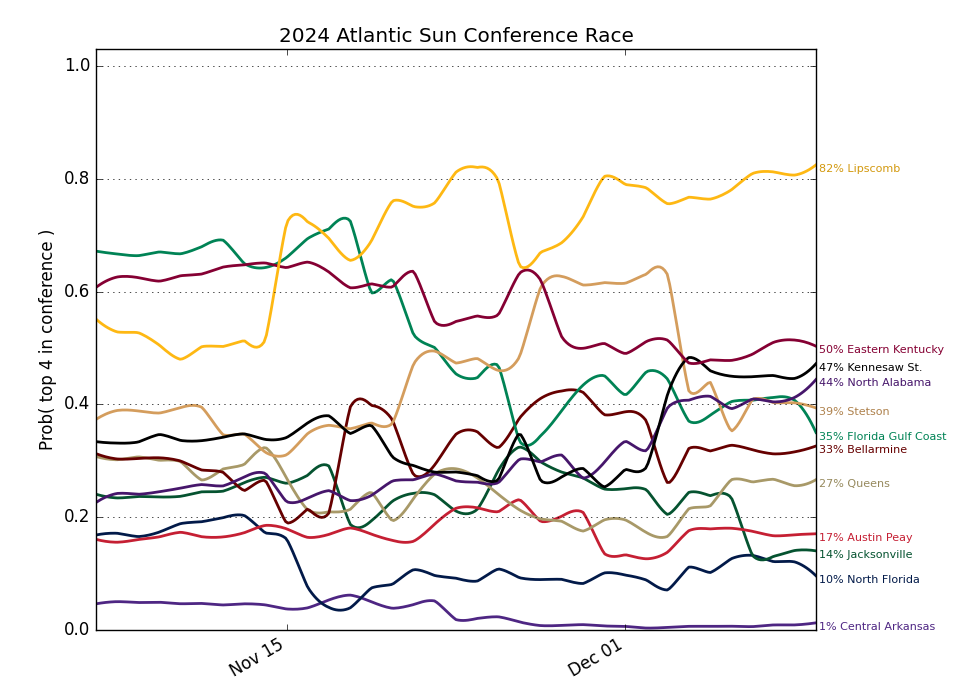 2024 Atlantic Sun Conference Race
Prob( top 4 in conference )
1.0
0.8
0.6
0.4
0.2
0.0
Nov 15
Dec 01
82% Lipscomb
50% Eastern Kentucky
47% Kennesaw St.
44% North Alabama
39% Stetson
35% Florida Gulf Coast
33% Bellarmine
27% Queens
17% Austin Peay
14% Jacksonville
10% North Florida
1% Central Arkansas